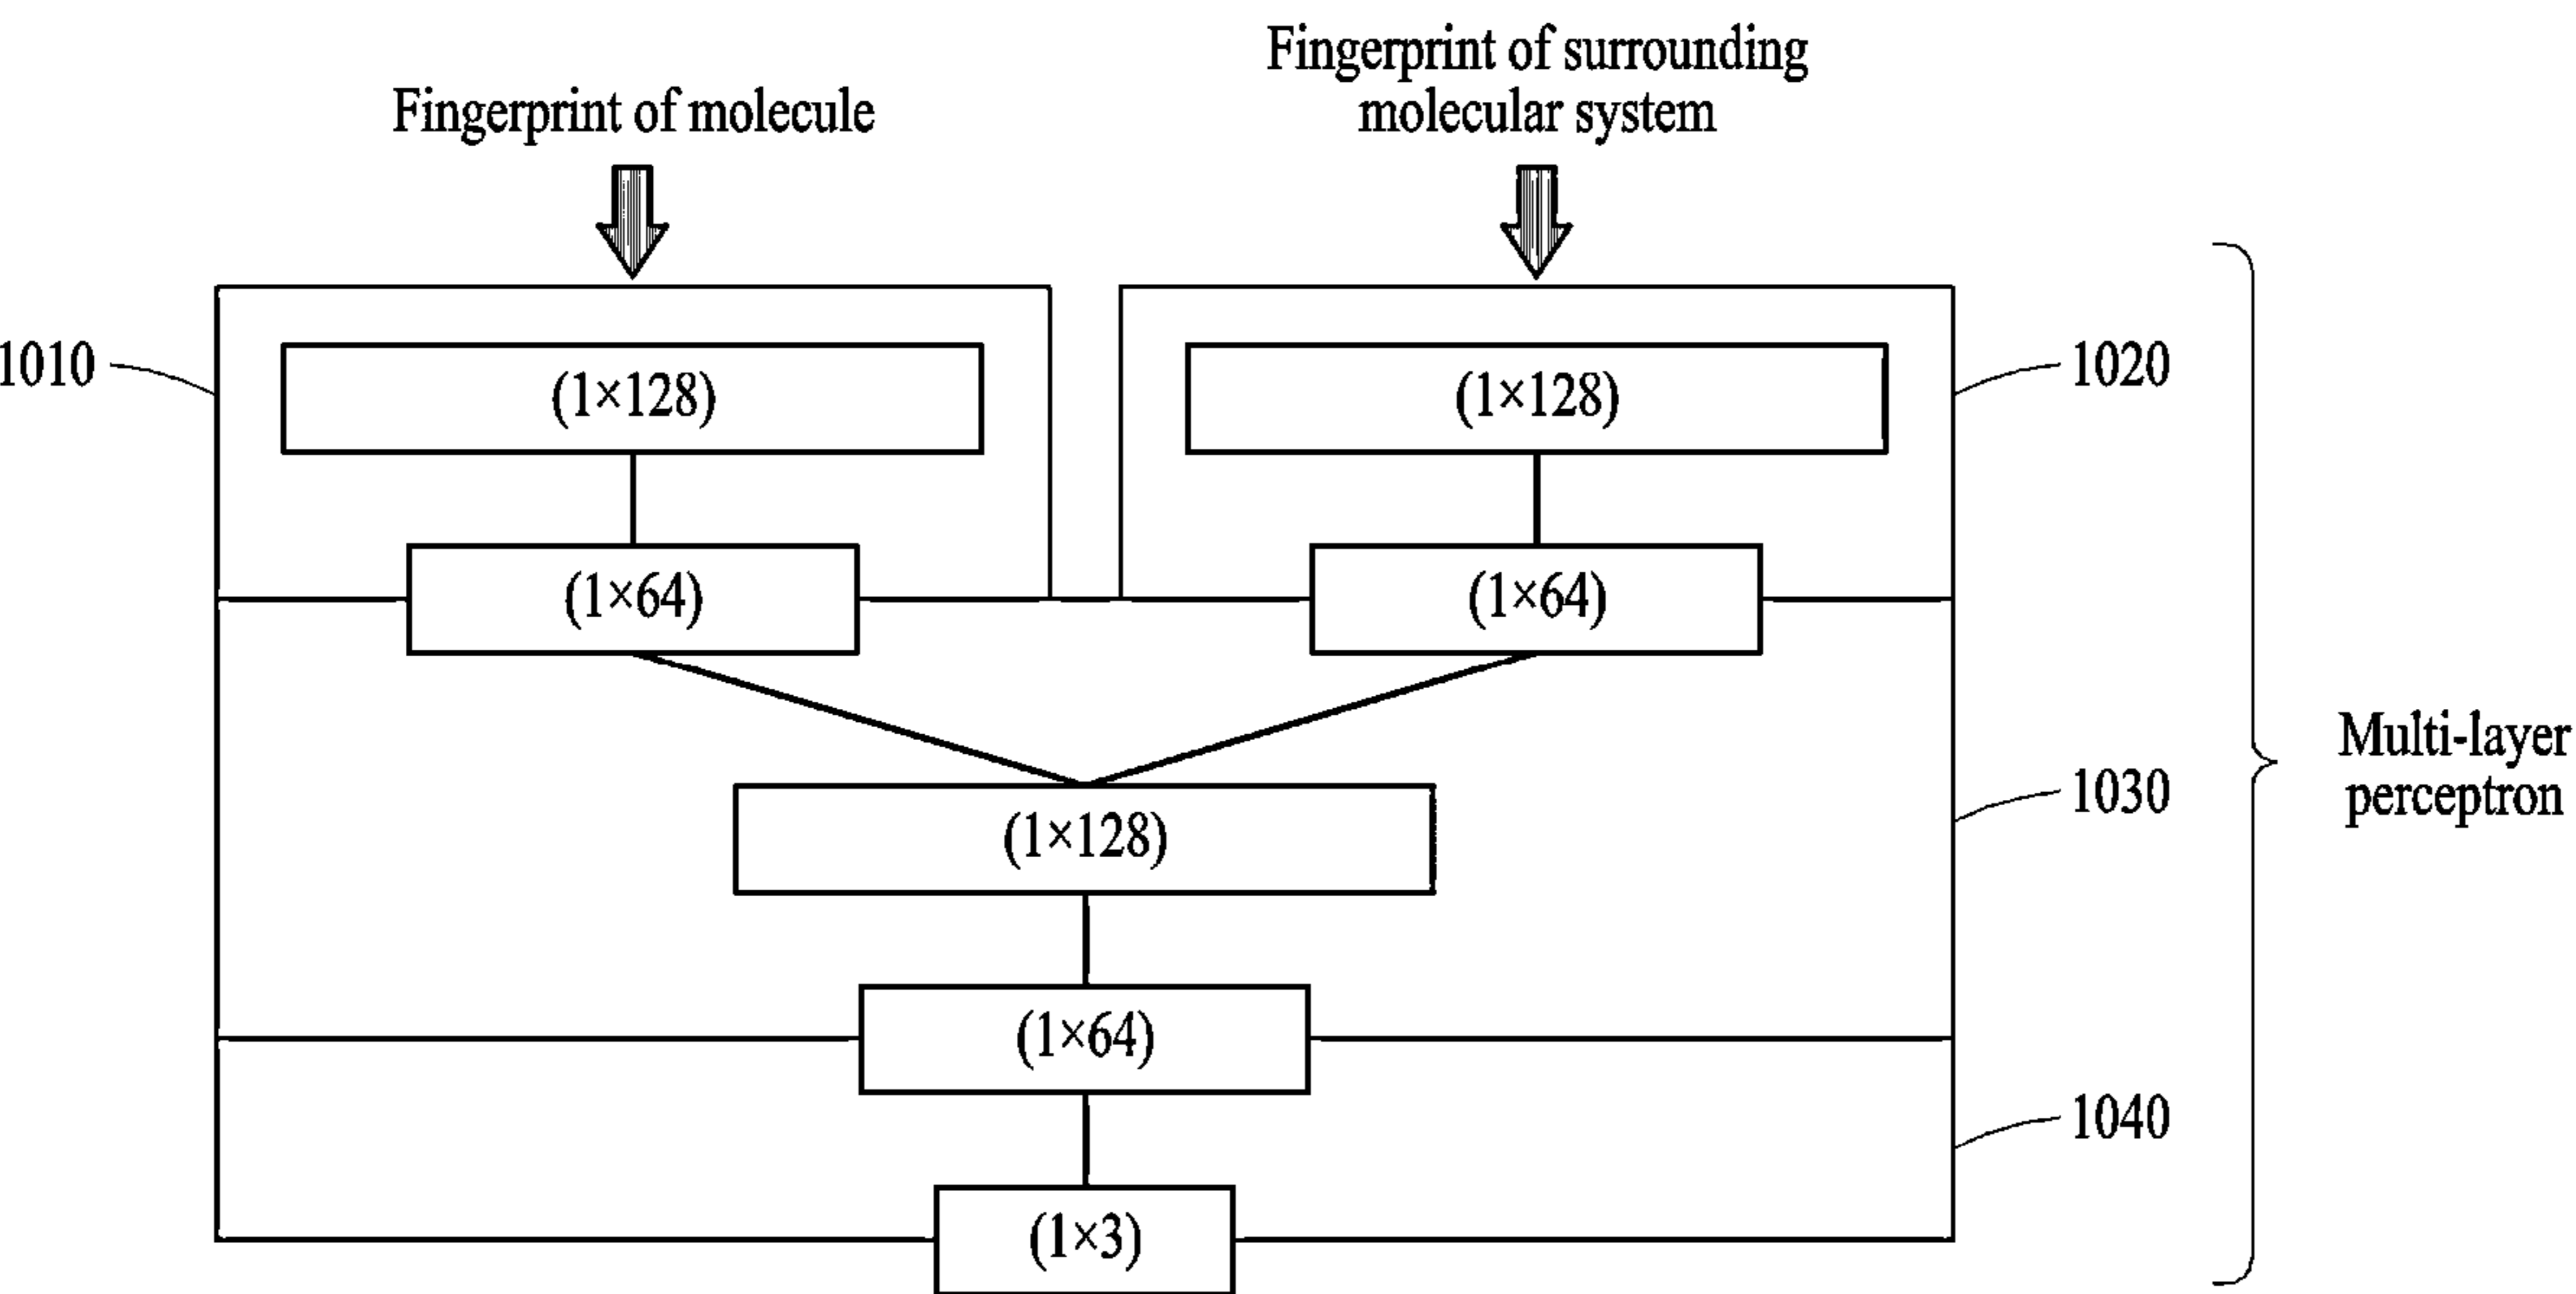 Fingerprint of molecule
Fingerprint of surrounding
molecular system
1010
(1×128)
(1×128)
1020
(1×64)
(1×64)
Multi-layer
perceptron
(1×128)
1030
(1×64)
1040
(1×3)